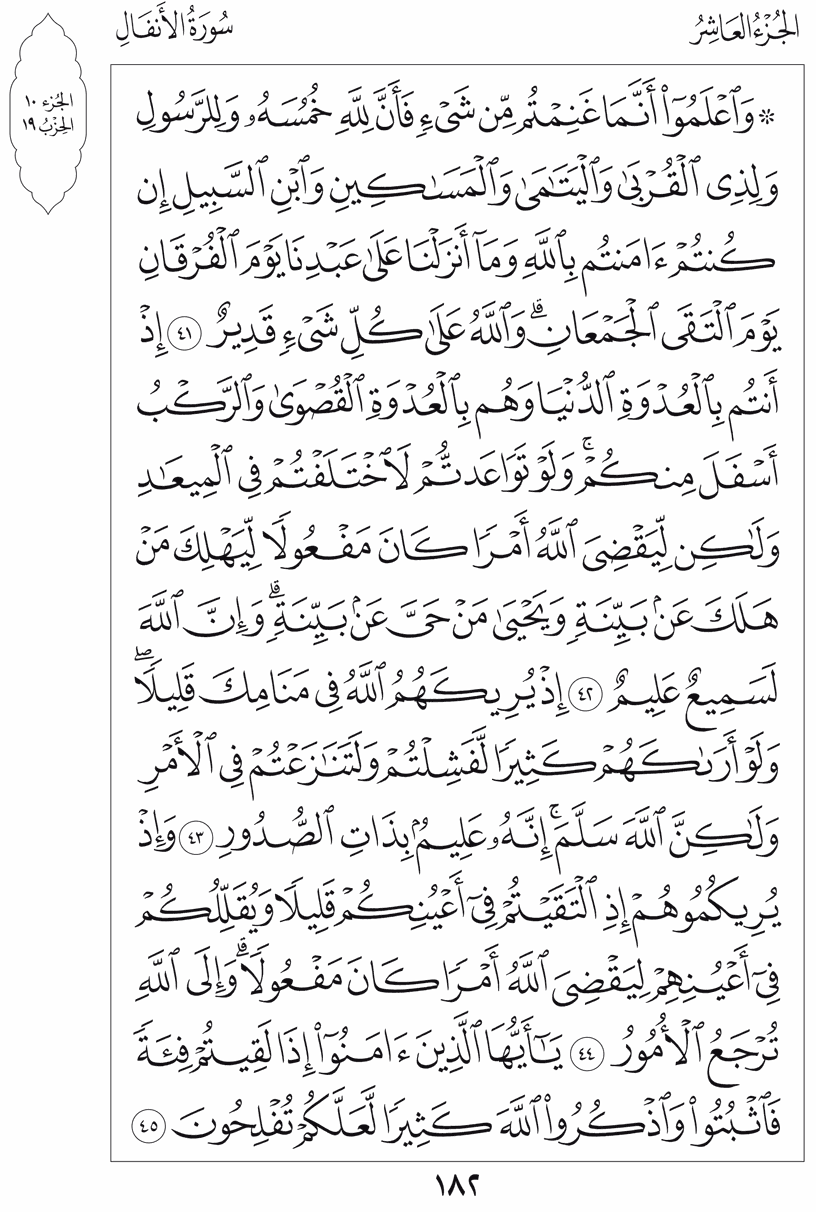 الجُزْءُ العَاشِرُ
سُورَةُ الأَنفَال
الجُزْء ١٠
الحِزْبُ ١٩
۞ وَٱعۡلَمُوٓاْ أَنَّمَا غَنِمۡتُم مِّن شَيۡءٖ فَأَنَّ لِلَّهِ خُمُسَهُۥ وَلِلرَّسُولِ
وَلِذِي ٱلۡقُرۡبَىٰ وَٱلۡيَتَٰمَىٰ وَٱلۡمَسَٰكِينِ وَٱبۡنِ ٱلسَّبِيلِ إِن
كُنتُمۡ ءَامَنتُم بِٱللَّهِ وَمَآ أَنزَلۡنَا عَلَىٰ عَبۡدِنَا يَوۡمَ ٱلۡفُرۡقَانِ
يَوۡمَ ٱلۡتَقَى ٱلۡجَمۡعَانِۗ وَٱللَّهُ عَلَىٰ كُلِّ شَيۡءٖ قَدِيرٌ ٤١ إِذۡ
أَنتُم بِٱلۡعُدۡوَةِ ٱلدُّنۡيَا وَهُم بِٱلۡعُدۡوَةِ ٱلۡقُصۡوَىٰ وَٱلرَّكۡبُ
أَسۡفَلَ مِنكُمۡۚ وَلَوۡ تَوَاعَدتُّمۡ لَٱخۡتَلَفۡتُمۡ فِي ٱلۡمِيعَٰدِ
وَلَٰكِن لِّيَقۡضِيَ ٱللَّهُ أَمۡرٗا كَانَ مَفۡعُولٗا لِّيَهۡلِكَ مَنۡ
هَلَكَ عَنۢ بَيِّنَةٖ وَيَحۡيَىٰ مَنۡ حَيَّ عَنۢ بَيِّنَةٖۗ وَإِنَّ ٱللَّهَ
لَسَمِيعٌ عَلِيمٌ ٤٢ إِذۡ يُرِيكَهُمُ ٱللَّهُ فِي مَنَامِكَ قَلِيلٗاۖ
وَلَوۡ أَرَىٰكَهُمۡ كَثِيرٗا لَّفَشِلۡتُمۡ وَلَتَنَٰزَعۡتُمۡ فِي ٱلۡأَمۡرِ
وَلَٰكِنَّ ٱللَّهَ سَلَّمَۚ إِنَّهُۥ عَلِيمُۢ بِذَاتِ ٱلصُّدُورِ ٤٣ وَإِذۡ
يُرِيكُمُوهُمۡ إِذِ ٱلۡتَقَيۡتُمۡ فِيٓ أَعۡيُنِكُمۡ قَلِيلٗا وَيُقَلِّلُكُمۡ
فِيٓ أَعۡيُنِهِمۡ لِيَقۡضِيَ ٱللَّهُ أَمۡرٗا كَانَ مَفۡعُولٗاۗ وَإِلَى ٱللَّهِ
تُرۡجَعُ ٱلۡأُمُورُ ٤٤ يَٰٓأَيُّهَا ٱلَّذِينَ ءَامَنُوٓاْ إِذَا لَقِيتُمۡ فِئَةٗ
فَٱثۡبُتُواْ وَٱذۡكُرُواْ ٱللَّهَ كَثِيرٗا لَّعَلَّكُمۡ تُفۡلِحُونَ ٤٥
١٨٢